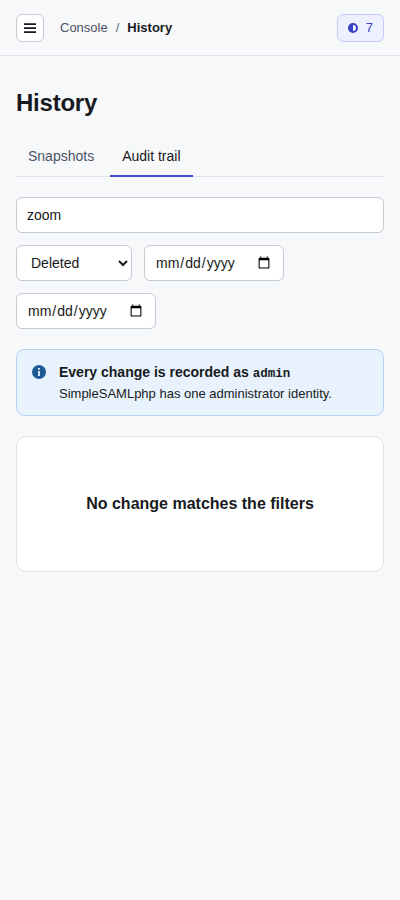 Console / History
7
History
Snapshots Audit trail
zoom
Deleted mm/dd/yyyy
mm/dd/yyyy
Every change is recorded as admin
SimpleSAMLphp has one administrator identity.
No change matches the filters